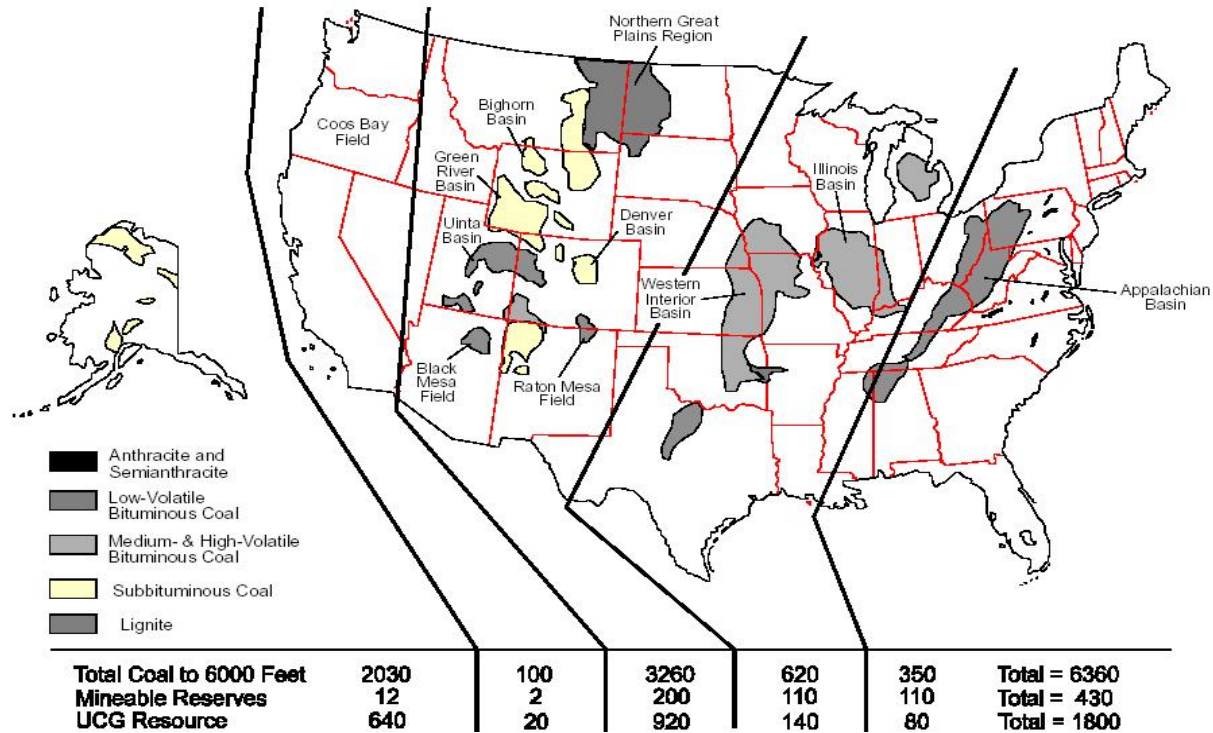 Northern Great
Plains Region
Bighorn
Basin
Coos Bay
Field
Green
River
Basin
Illinois
Basin
Uinta
Basin
Denver
Basin
Western
Interior
Basin
Appalachian
Basin
Black
Mesa
Field
Raton Mesa
Field
Anthracite and
Semianthracite
Low-Volatile
Bituminous Coal
Medium- & High-Volatile
Bituminous Coal
Subbituminous Coal
Lignite
Total Coal to 6000 Feet 2030 100 3260 620 350 Total = 6360
Mineable Reserves 12 2 200 110 110 Total = 430
UCG Resource 640 20 920 140 80 Total = 1800